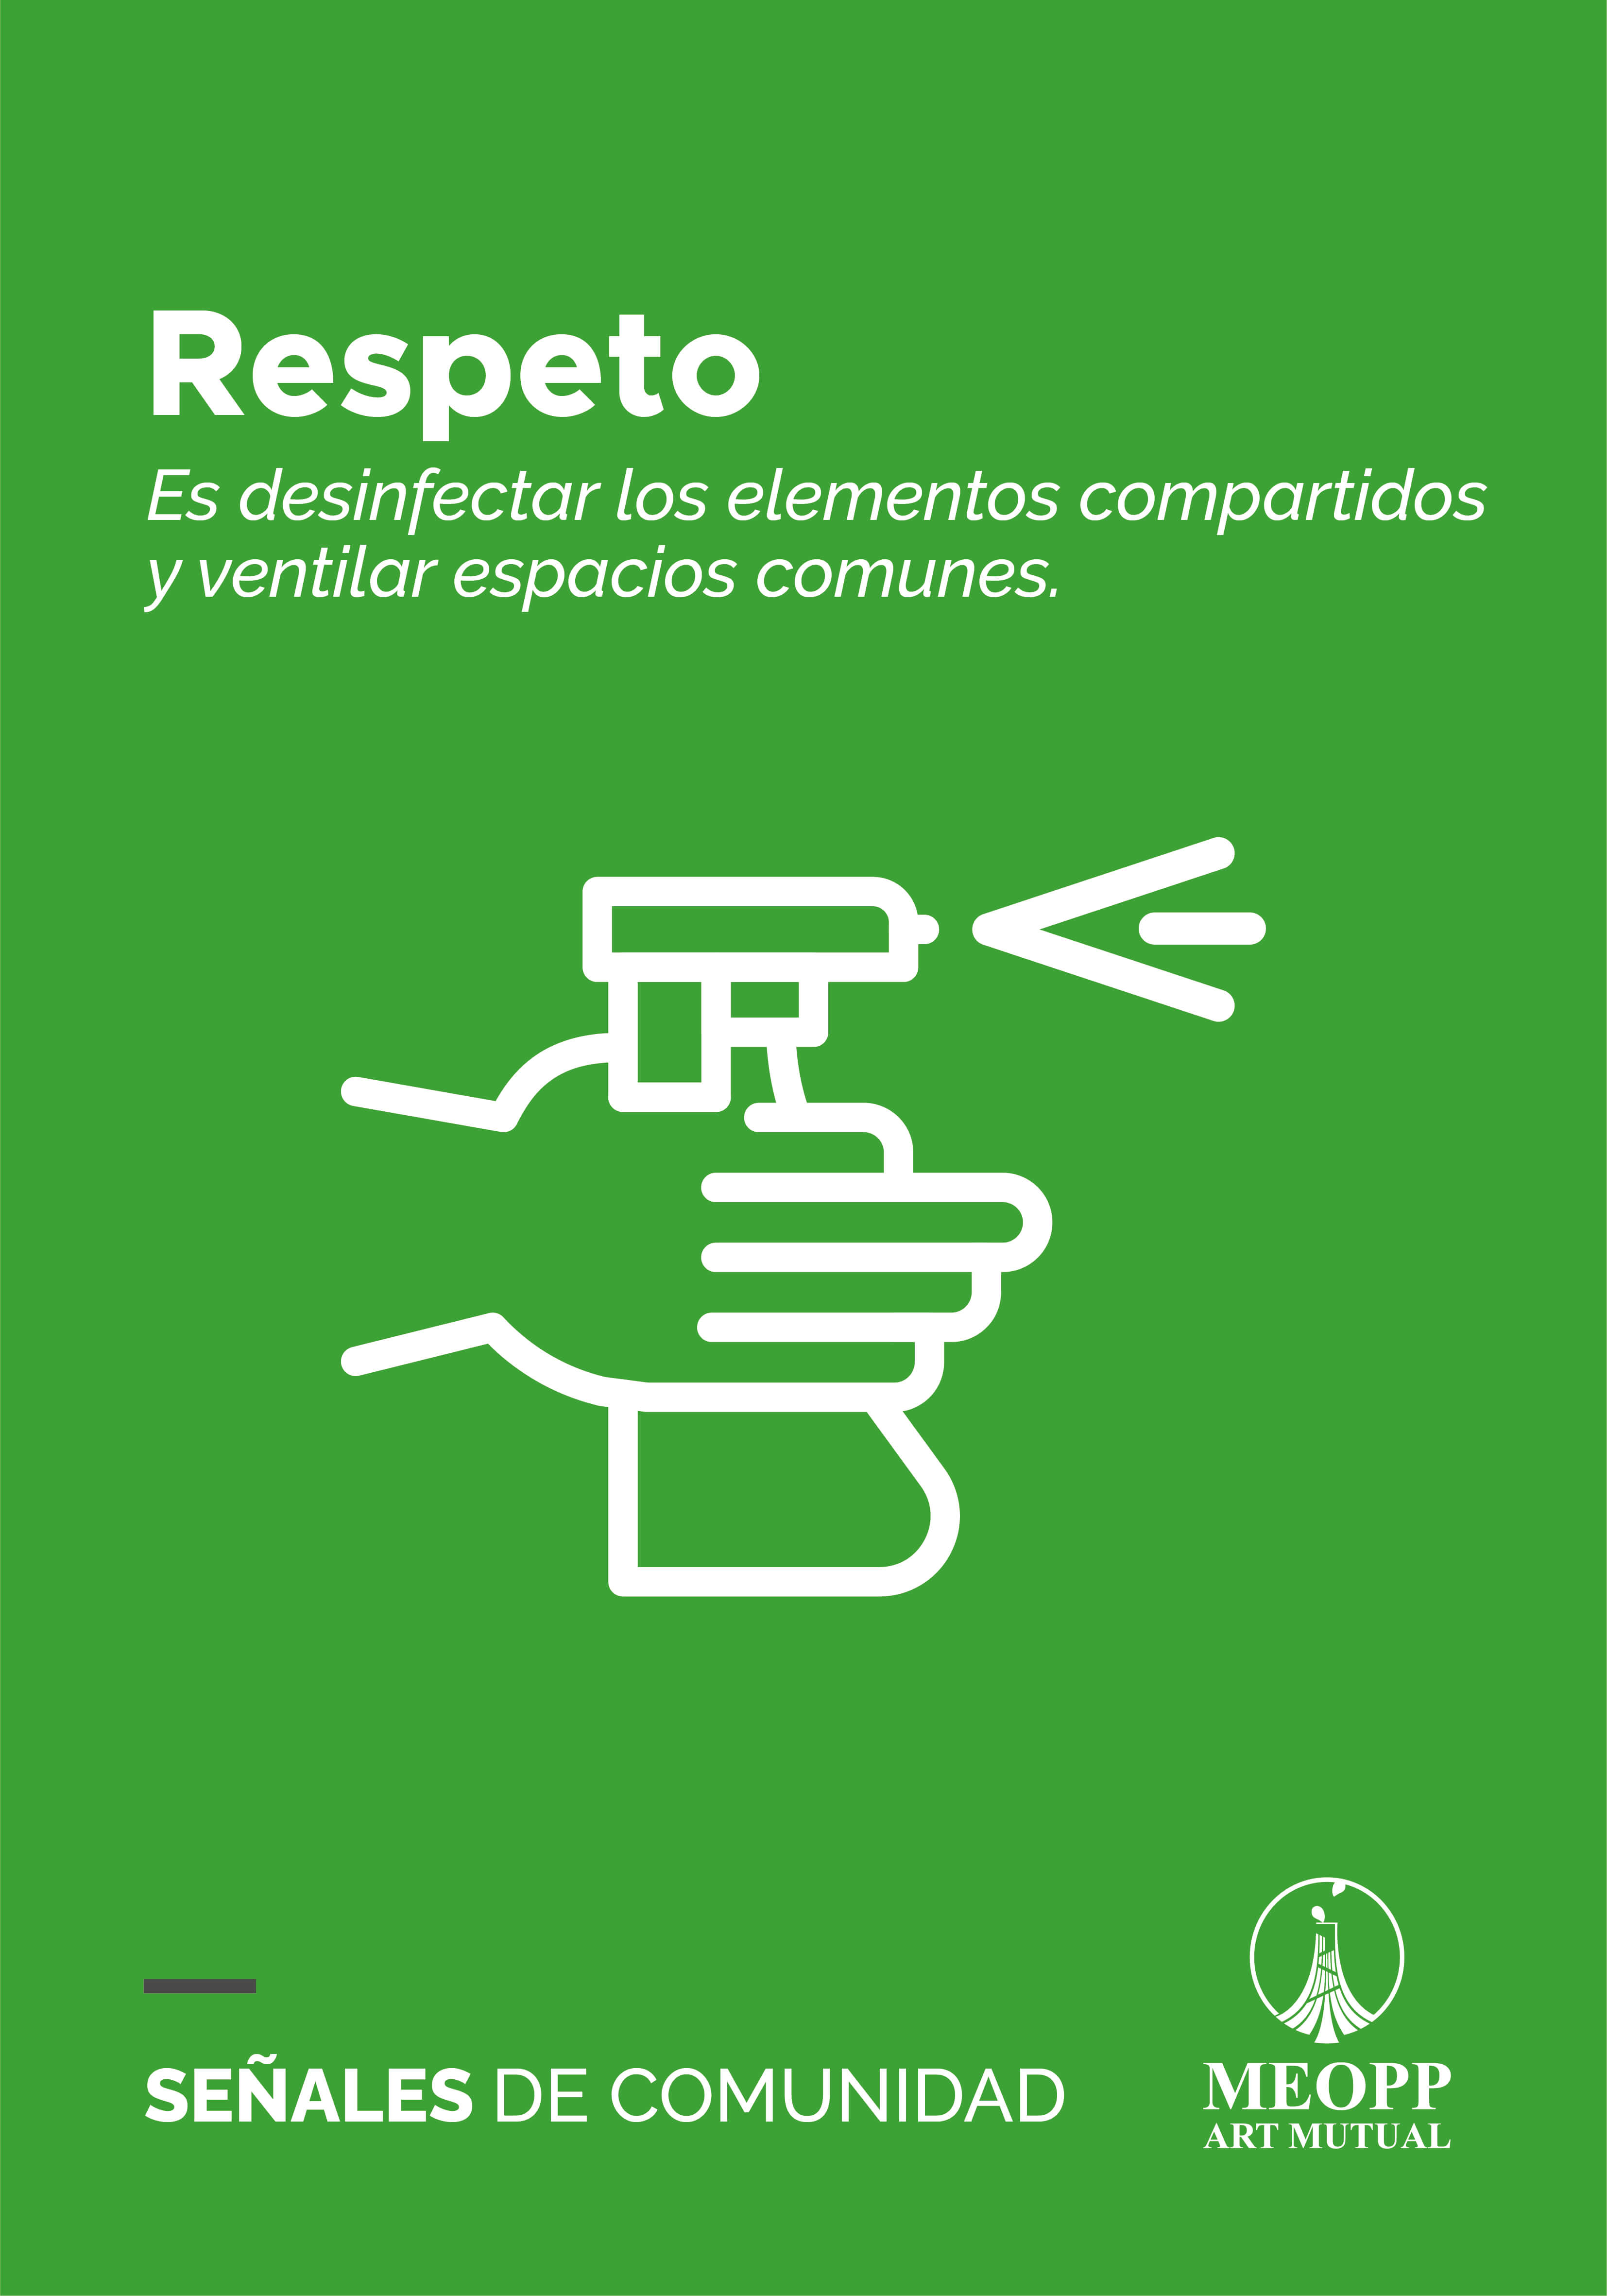 Respeto
Es desinfectar los elementos compartidos
y ventilar espacios comunes.
SEÑALES DE COMUNIDAD
MEOPP
ART MUTUAL